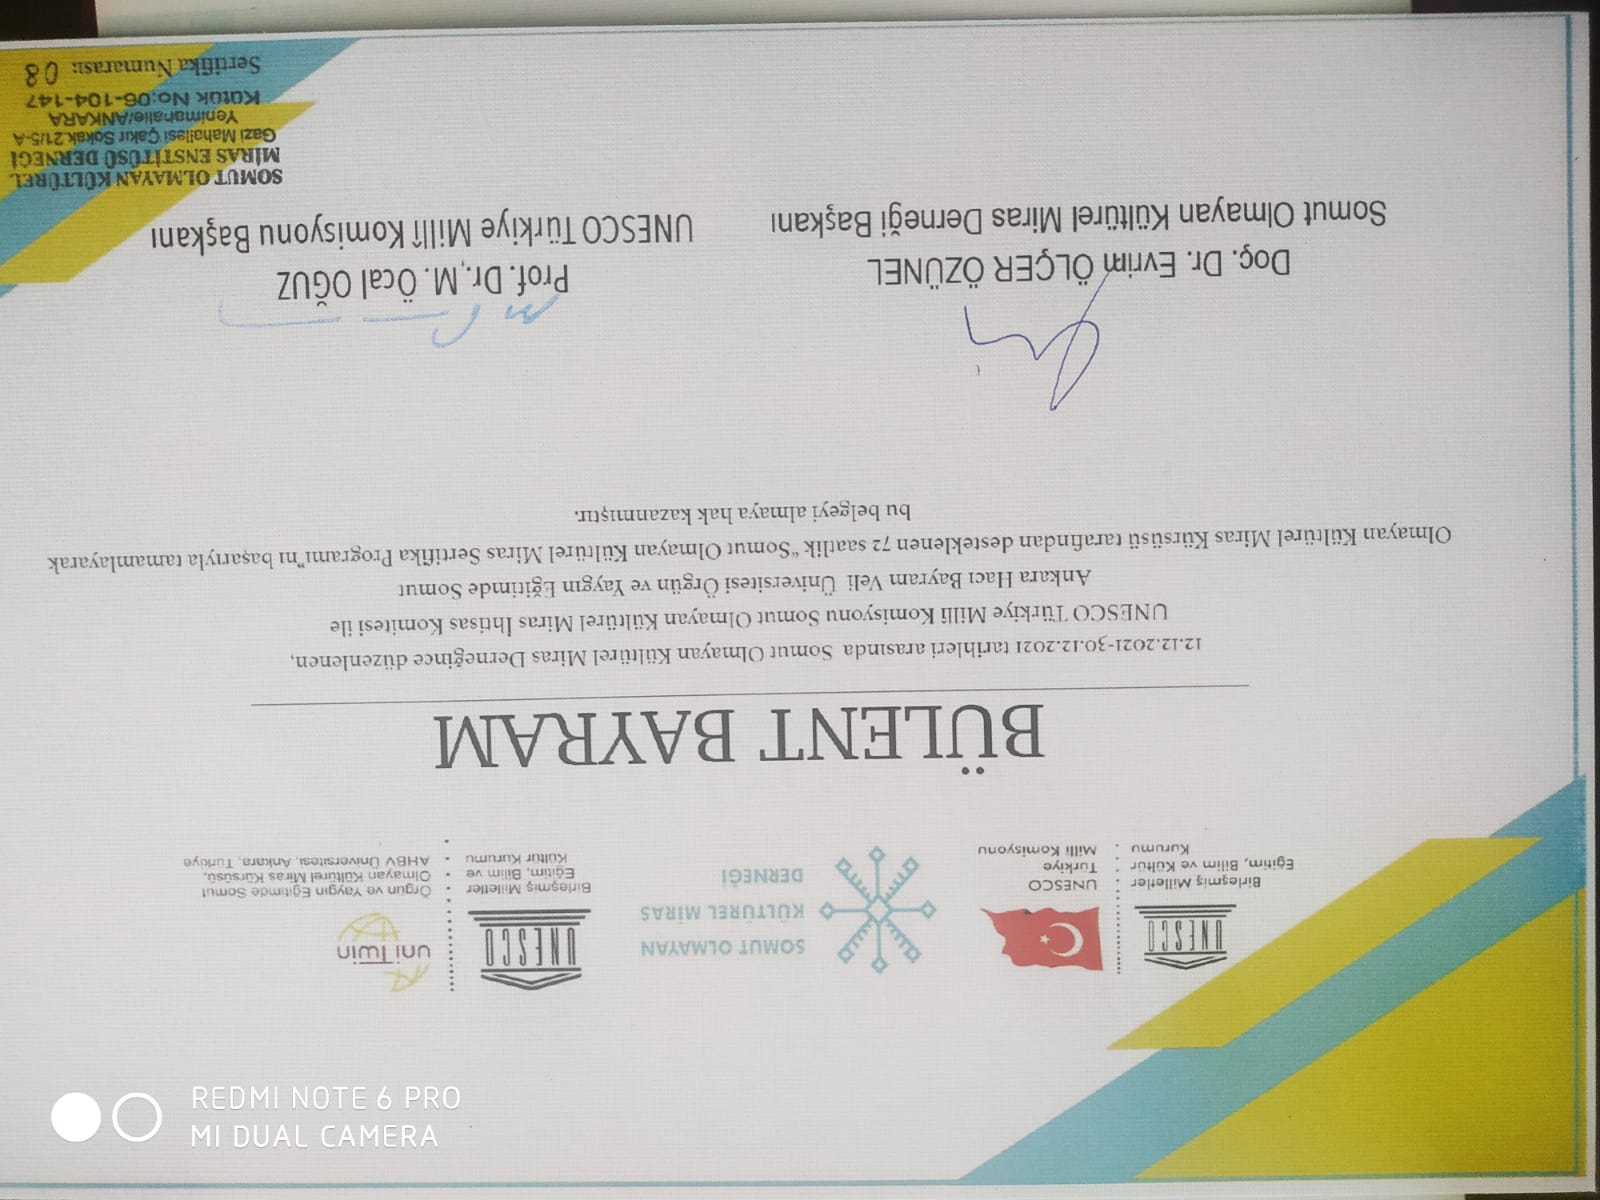 REDMI NOTE 6 PRO
MI DUAL CAMERA
UNESCO
Birleşmiş Milletler
Eğitim, Bilim ve Kültür
Kurumu
UNESCO
Türkiye
Millî Komisyonu
SOMUT OLMAYAN
KÜLTÜREL MİRAS
DERNEĞİ
UNESCO
Birleşmiş Milletler
Eğitim, Bilim ve
Kültür Kurumu
uniTwin
Örgün ve Yaygın Eğitimde Somut
Olmayan Kültürel Miras Kürsüsü,
AHBV Üniversitesi, Ankara, Türkiye
BÜLENT BAYRAM
12.12.2021-30.12.2021 tarihleri arasında Somut Olmayan Kültürel Miras Derneğince düzenlenen,
UNESCO Türkiye Millî Komisyonu Somut Olmayan Kültürel Miras İhtisas Komitesi ile
Ankara Hacı Bayram Veli Üniversitesi Örgün ve Yaygın Eğitimde Somut
Olmayan Kültürel Miras Kürsüsü tarafından desteklenen 72 saatlik “Somut Olmayan Kültürel Miras Sertifika Programı”nı başarıyla tamamlayarak
bu belgeyi almaya hak kazanmıştır.
Doç. Dr. Evrim ÖLÇER ÖZÜNEL
Somut Olmayan Kültürel Miras Derneği Başkanı
Prof. Dr. M. Öcal OĞUZ
UNESCO Türkiye Millî Komisyonu Başkanı
SOMUT OLMAYAN KÜLTÜREL
MİRAS ENSTİTÜSÜ DERNEĞİ
Gazi Mahallesi Çakır Sokak 21/5-A
Yenimahalle/ANKARA
Kütük No:06-104-147
Sertifika Numarası: 08